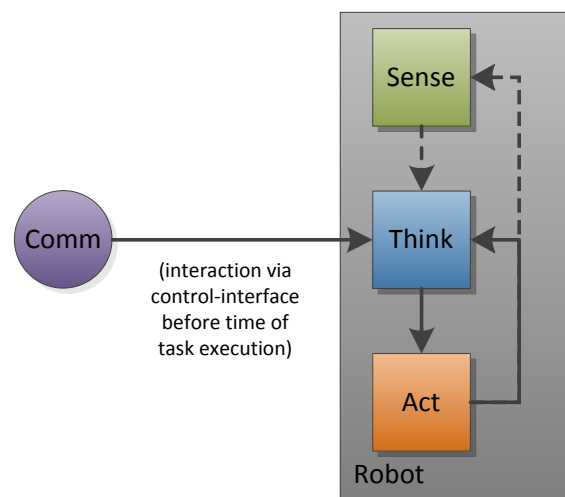 Sense
Comm
Think
(interaction via
control-interface
before time of
task execution)
Act
Robot